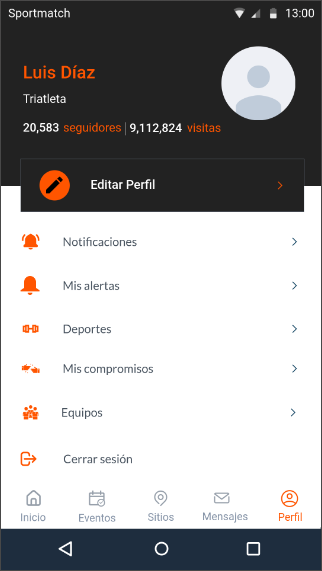 Sportmatch 13:00
Luis Díaz
Triatleta
20,583 seguidores | 9,112,824 visitas
Editar Perfil
Notificaciones
Mis alertas
Deportes
Mis compromisos
Equipos
Cerrar sesión
Inicio Eventos Sitios Mensajes Perfil